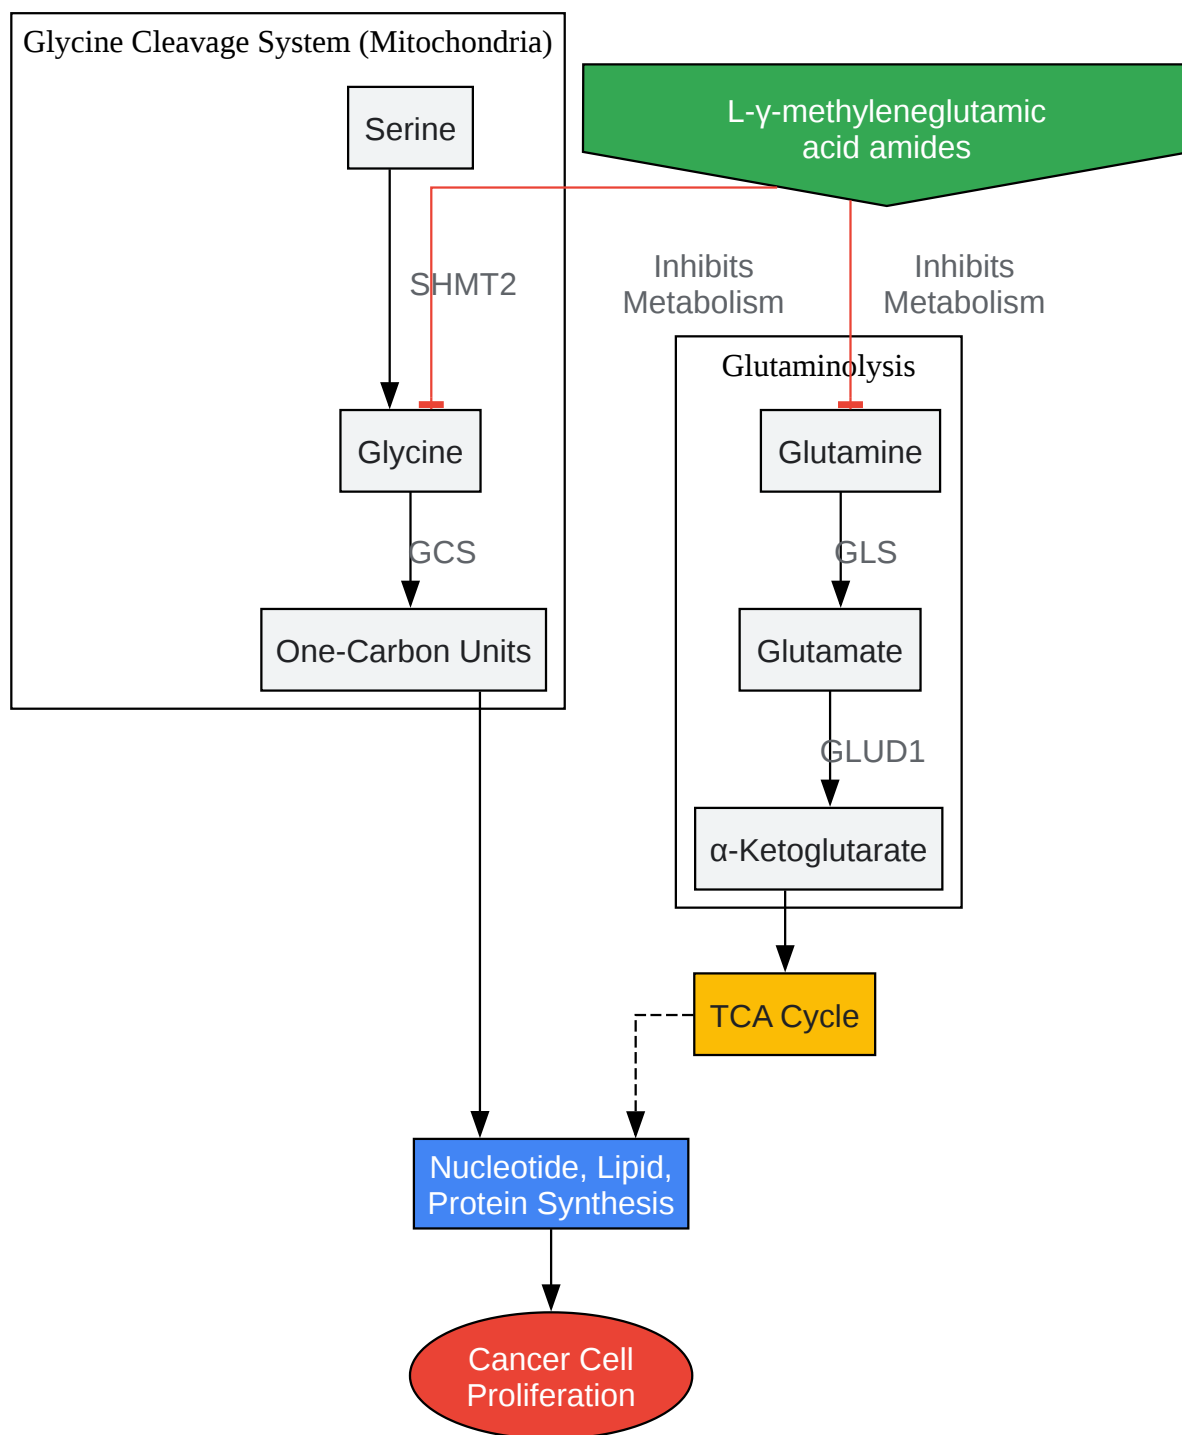 Glycine Cleavage System (Mitochondria)
L-γ-methyleneglutamic
acid amides
Serine
SHMT2
Inhibits
Metabolism
Inhibits
Metabolism
Glutaminolysis
Glycine
Glutamine
GCS
GLS
One-Carbon Units
Glutamate
GLUD1
α-Ketoglutarate
TCA Cycle
Nucleotide, Lipid,
Protein Synthesis
Cancer Cell
Proliferation